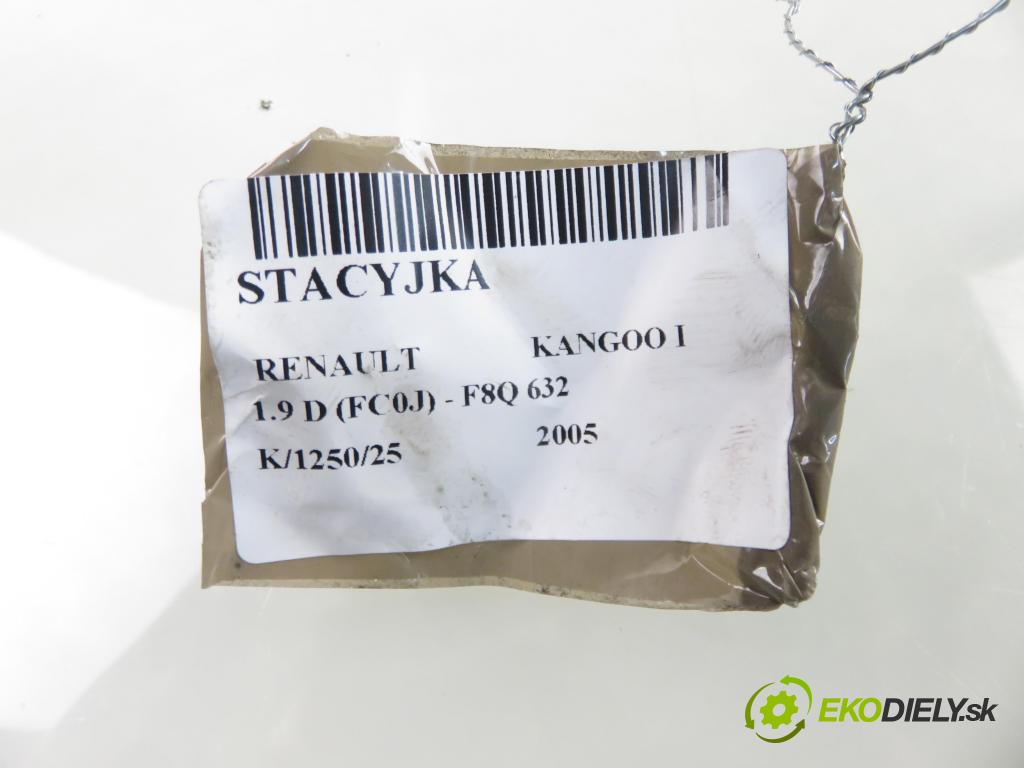 STACYJKA
RENAULT KANGOO I
1.9 D (FC0J) - F8Q 632
K/1250/25 2005
EKODIELY.sk